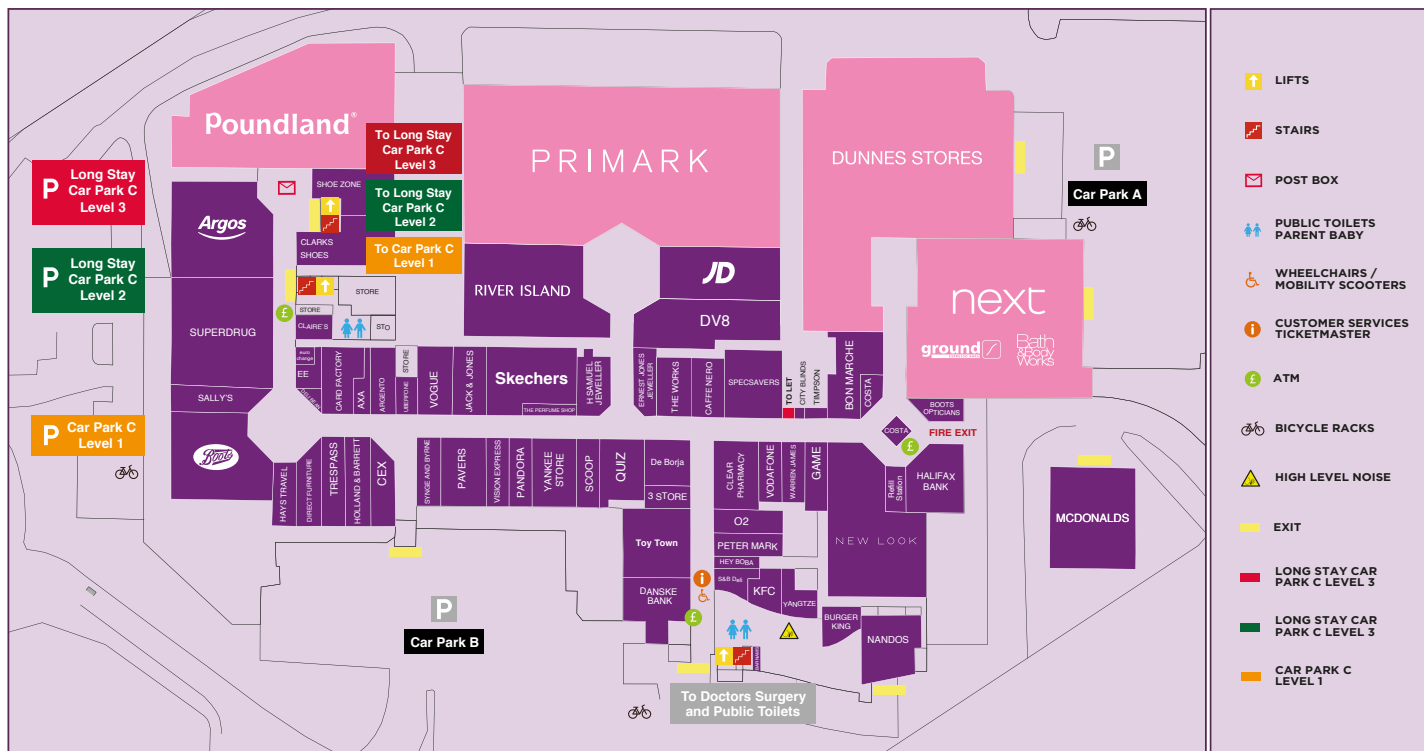 Poundland®
PRIMARK
DUNNES STORES
next
ground
Bath
&Body
Works
P
Long Stay
Car Park C
Level 3
P
Long Stay
Car Park C
Level 2
P
Car Park C
Level 1
To Long Stay
Car Park C
Level 3
To Long Stay
Car Park C
Level 2
To Car Park C
Level 1
P
Car Park A
SHOE ZONE
Argos
CLARKS
SHOES
STORE
STORE
STO
CLAIRE'S
£
SUPERDRUG
SALLY'S
Boots
euro
change
EE
CARD FACTORY
AXA
ARGENTO
UBERFONE
STORE
VOGUE
JACK & JONES
Skechers
THE PERFUME SHOP
H SAMUEL
JEWELLER
RIVER ISLAND
JD
DV8
ERNEST JONES
JEWELLER
THE WORKS
CAFFE NERO
SPECSAVERS
TO LET
CITY BLINDS
TIMPSON
BON MARCHE
COSTA
BOOTS
OPTICIANS
COSTA
£
FIRE EXIT
HAYS TRAVEL
DIRECT FURNITURE
TRESPASS
HOLLAND & BARRETT
CEX
SYNGE AND BYRNE
PAVERS
VISION EXPRESS
PANDORA
YANKEE
STORE
SCOOP
QUIZ
De Borja
3 STORE
CLEAR
PHARMACY
VODAFONE
WARREN JAMES
GAME
Refill
Station
HALIFAX
BANK
Toy Town
O2
PETER MARK
HEY BOBA
S&B Deli
KFC
YANGTZE
NEW LOOK
MCDONALDS
DANSKE
BANK
£
i
BURGER
KING
NANDOS
P
Car Park B
To Doctors Surgery
and Public Toilets
LIFTS
STAIRS
POST BOX
PUBLIC TOILETS
PARENT BABY
WHEELCHAIRS /
MOBILITY SCOOTERS
i
CUSTOMER SERVICES
TICKETMASTER
£
ATM
BICYCLE RACKS
HIGH LEVEL NOISE
EXIT
LONG STAY CAR
PARK C LEVEL 3
LONG STAY CAR
PARK C LEVEL 3
CAR PARK C
LEVEL 1